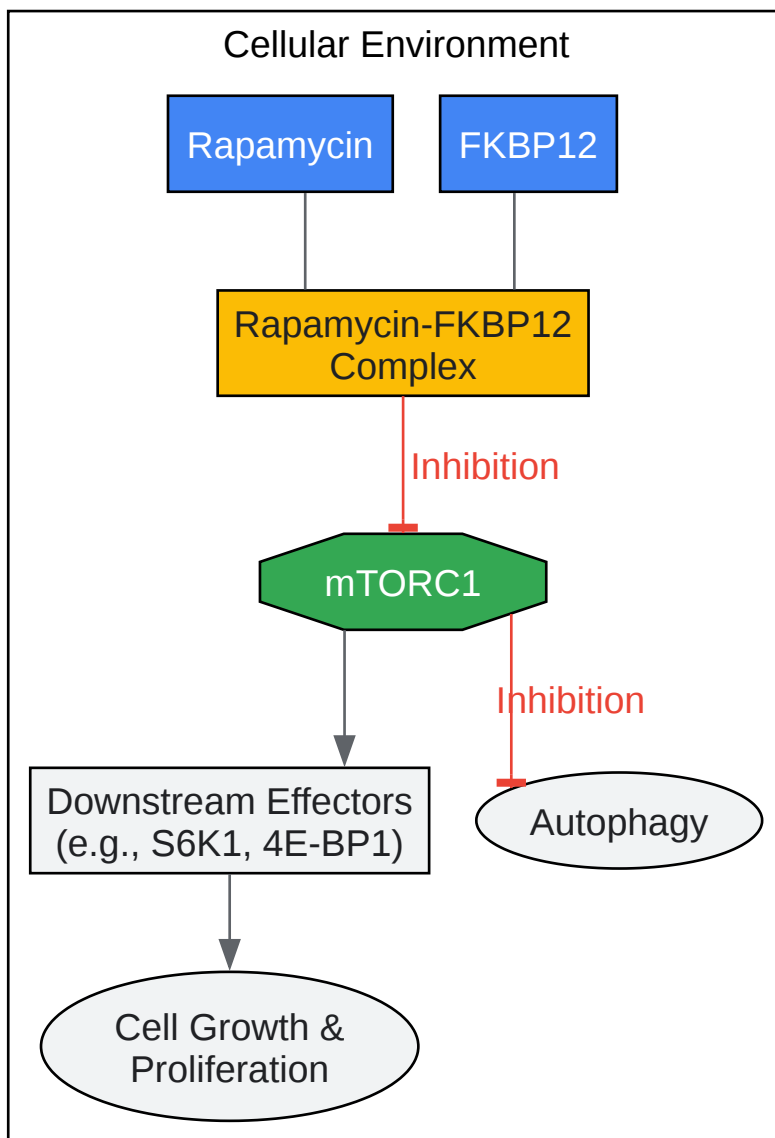 Cellular Environment
Rapamycin
FKBP12
Rapamycin-FKBP12
Complex
Inhibition
mTORC1
Inhibition
Downstream Effectors
(e.g., S6K1, 4E-BP1)
Autophagy
Cell Growth &
Proliferation